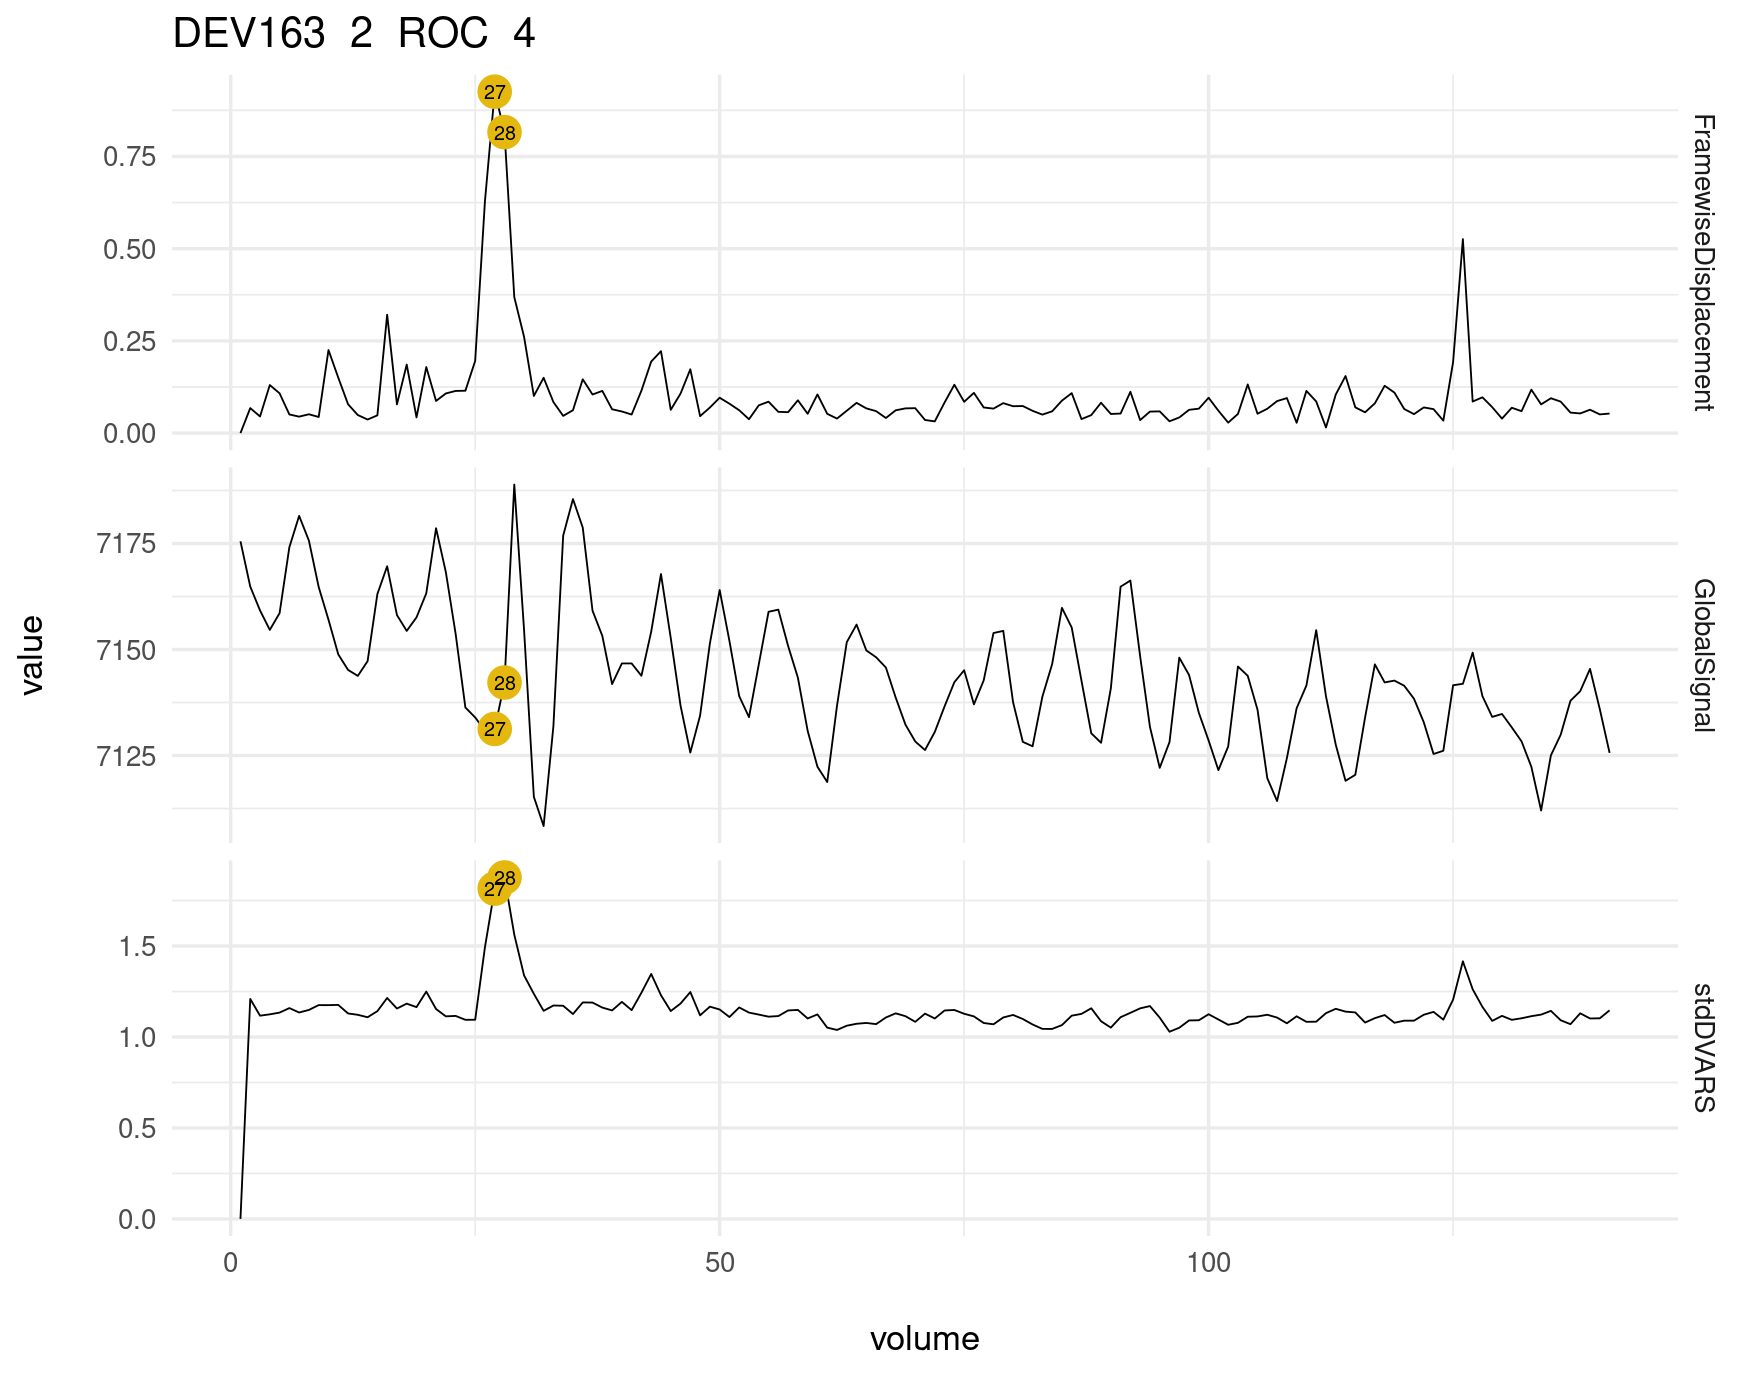 DEV163 2 ROC 4
27
28
0.75
0.50
0.25
0.00
FramewiseDisplacement
7175
7150
7125
28
27
GlobalSignal
value
28
27
1.5
1.0
0.5
0.0
stdDVARS
0 50 100
volume